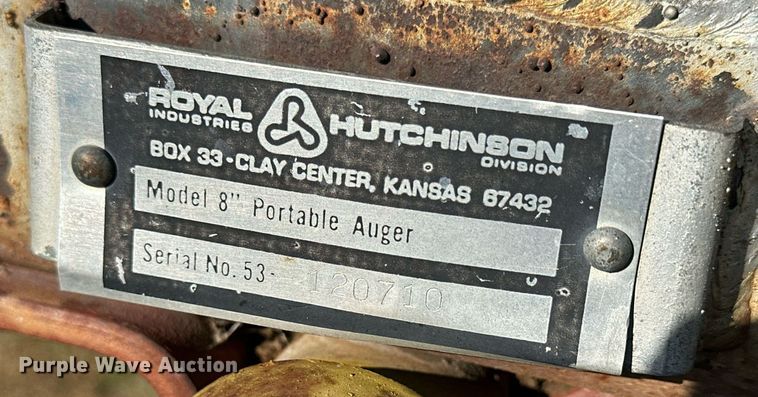 ROYAL
INDUSTRIES
HUTCHINSON
DIVISION
BOX 33-CLAY CENTER, KANSAS 67432
Model 8" Portable Auger
Serial No. 53- 120710
Purple Wave Auction